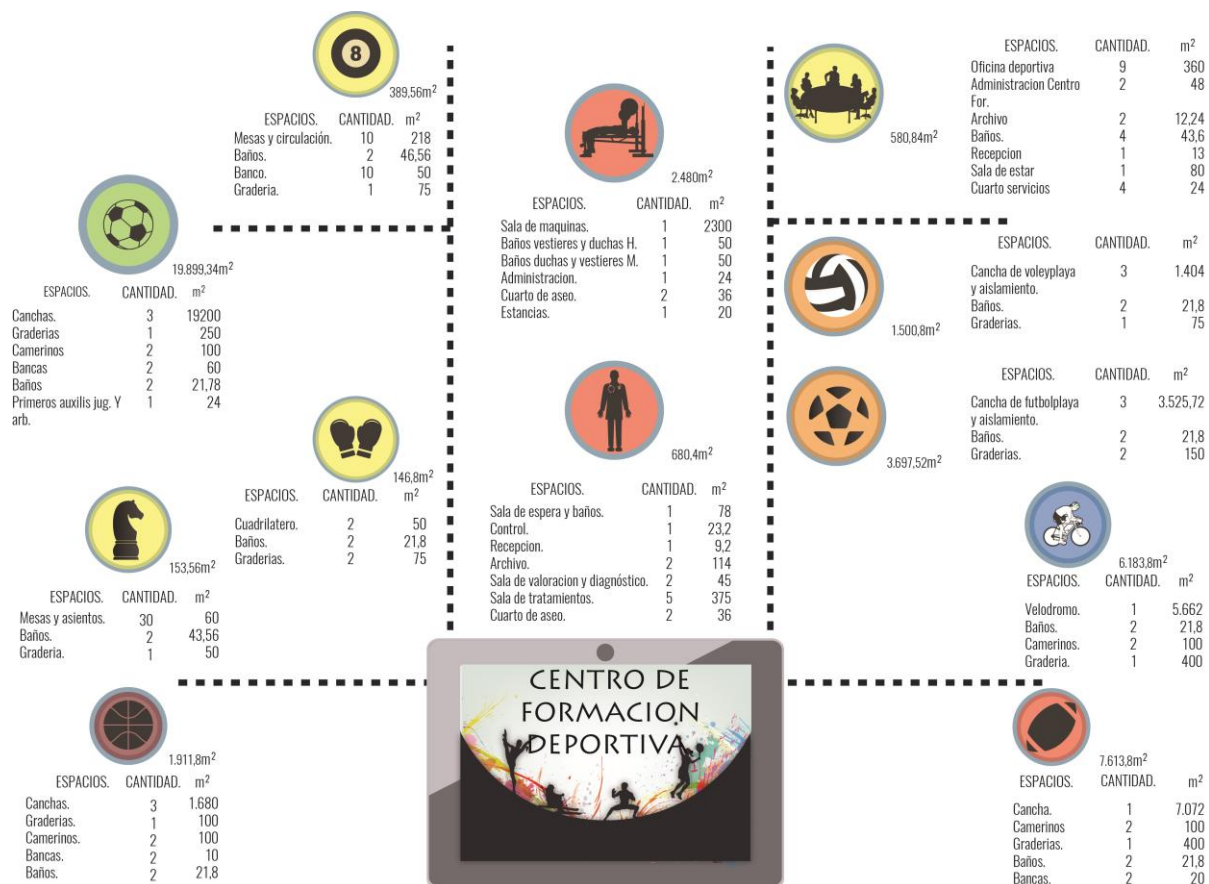 8
389,56m²
ESPACIOS. CANTIDAD. m²
Mesas y circulación. 10 218
Baños. 2 46,56
Banco. 10 50
Graderia. 1 75
19.899,34m²
ESPACIOS. CANTIDAD. m²
Canchas. 3 19200
Graderias 1 250
Camerinos 2 100
Bancas 2 60
Baños 2 21,78
Primeros auxilis jug. Y 1 24
arb.
146,8m²
ESPACIOS. CANTIDAD. m²
Cuadrilatero. 2 50
Baños. 2 21,8
Graderias. 2 75
153,56m²
ESPACIOS. CANTIDAD. m²
Mesas y asientos. 30 60
Baños. 2 43,56
Graderia. 1 50
1.911,8m²
ESPACIOS. CANTIDAD. m²
Canchas. 3 1.680
Graderias. 1 100
Camerinos. 2 100
Bancas. 2 10
Baños. 2 21,8
2.480m²
ESPACIOS. CANTIDAD. m²
Sala de maquinas. 1 2300
Baños vestieres y duchas H. 1 50
Baños duchas y vestieres M. 1 50
Administracion. 1 24
Cuarto de aseo. 2 36
Estancias. 1 20
680,4m²
ESPACIOS. CANTIDAD. m²
Sala de espera y baños. 1 78
Control. 1 23,2
Recepcion. 1 9,2
Archivo. 2 114
Sala de valoracion y diagnóstico. 2 45
Sala de tratamientos. 5 375
Cuarto de aseo. 2 36
CENTRO DE
FORMACION
DEPORTIVA
580,84m²
ESPACIOS. CANTIDAD. m²
Oficina deportiva 9 360
Administracion Centro 2 48
For.
Archivo 2 12,24
Baños. 4 43,6
Recepcion 1 13
Sala de estar 1 80
Cuarto servicios 4 24
1.500,8m²
ESPACIOS. CANTIDAD. m²
Cancha de voleyplaya 3 1.404
y aislamiento.
Baños. 2 21,8
Graderias. 1 75
3.697,52m²
ESPACIOS. CANTIDAD. m²
Cancha de futbolplaya 3 3.525,72
y aislamiento.
Baños. 2 21,8
Graderias. 2 150
6.183,8m²
ESPACIOS. CANTIDAD. m²
Velodromo. 1 5.662
Baños. 2 21,8
Camerinos. 2 100
Graderia. 1 400
7.613,8m²
ESPACIOS. CANTIDAD. m²
Cancha. 1 7.072
Camerinos 2 100
Graderias. 1 400
Baños. 2 21,8
Bancas. 2 20